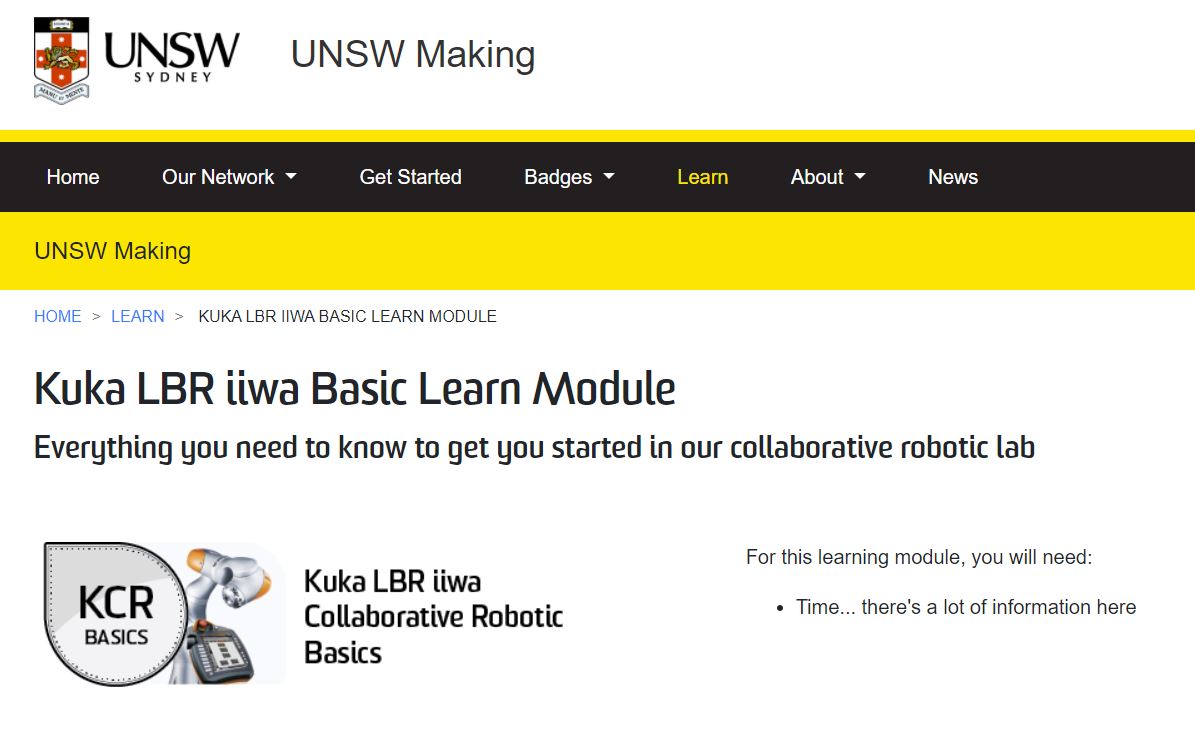 UNSW
SYDNEY
MANU ET MENTE
UNSW Making
Home Our Network Get Started Badges Learn About News
UNSW Making
HOME > LEARN > KUKA LBR IIWA BASIC LEARN MODULE
Kuka LBR iiwa Basic Learn Module
Everything you need to know to get you started in our collaborative robotic lab
KCR
BASICS
Kuka LBR iiwa
Collaborative Robotic
Basics
For this learning module, you will need:
• Time... there's a lot of information here